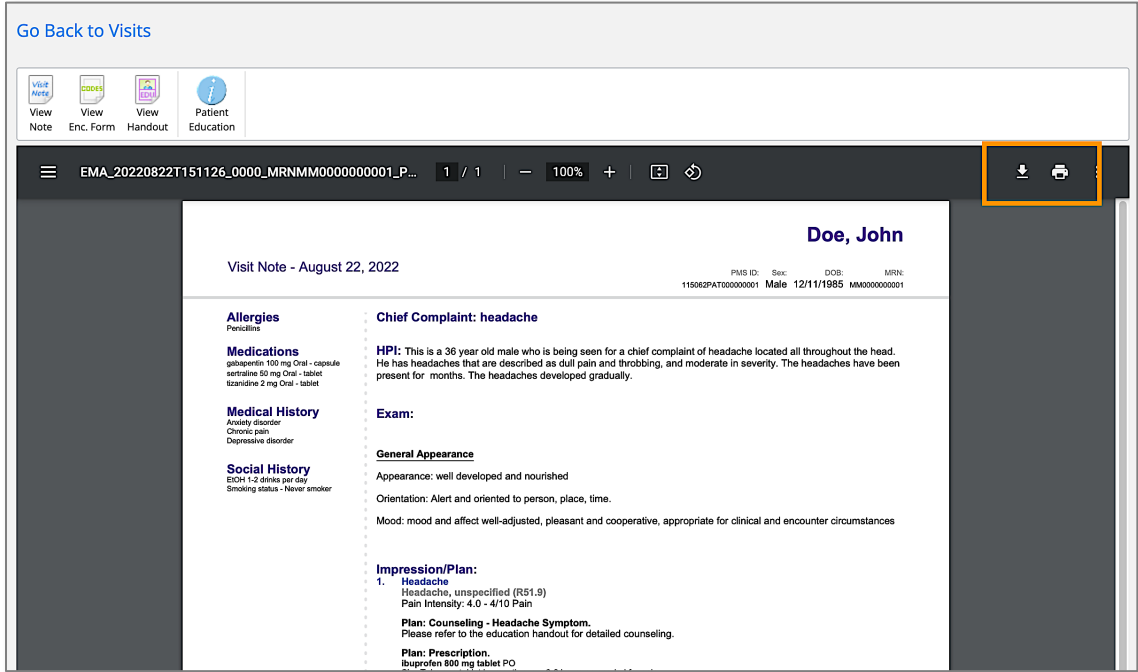 Go Back to Visits
Visit Note
CODES
EDU
i
View Note
View Enc. Form
View Handout
Patient Education
EMA_20220822T151126_0000_MRNMM0000000001_P...
1 / 1
100%
Doe, John
Visit Note - August 22, 2022
PMS ID: Sex: DOB: MRN:
115062PAT000000001 Male 12/11/1985 MM0000000001
Allergies
Penicillins
Medications
gabapentin 100 mg Oral - capsule
sertraline 50 mg Oral - tablet
tizanidine 2 mg Oral - tablet
Medical History
Anxiety disorder
Chronic pain
Depressive disorder
Social History
EtOH 1-2 drinks per day
Smoking status - Never smoker
Chief Complaint: headache
HPI: This is a 36 year old male who is being seen for a chief complaint of headache located all throughout the head.
He has headaches that are described as dull pain and throbbing, and moderate in severity. The headaches have been
present for months. The headaches developed gradually.
Exam:
General Appearance
Appearance: well developed and nourished
Orientation: Alert and oriented to person, place, time.
Mood: mood and affect well-adjusted, pleasant and cooperative, appropriate for clinical and encounter circumstances
Impression/Plan:
1. Headache
Headache, unspecified (R51.9)
Pain Intensity: 4.0 - 4/10 Pain
Plan: Counseling - Headache Symptom.
Please refer to the education handout for detailed counseling.
Plan: Prescription.
ibuprofen 800 mg tablet PO